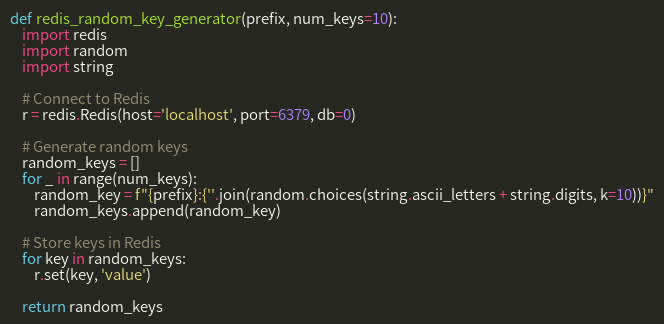 def redis_random_key_generator(prefix, num_keys=10):
    import redis
    import random
    import string

    # Connect to Redis
    r = redis.Redis(host='localhost', port=6379, db=0)

    # Generate random keys
    random_keys = []
    for _ in range(num_keys):
        random_key = f"{prefix}:{''.join(random.choices(string.ascii_letters + string.digits, k=10))}"
        random_keys.append(random_key)

    # Store keys in Redis
    for key in random_keys:
        r.set(key, 'value')

    return random_keys